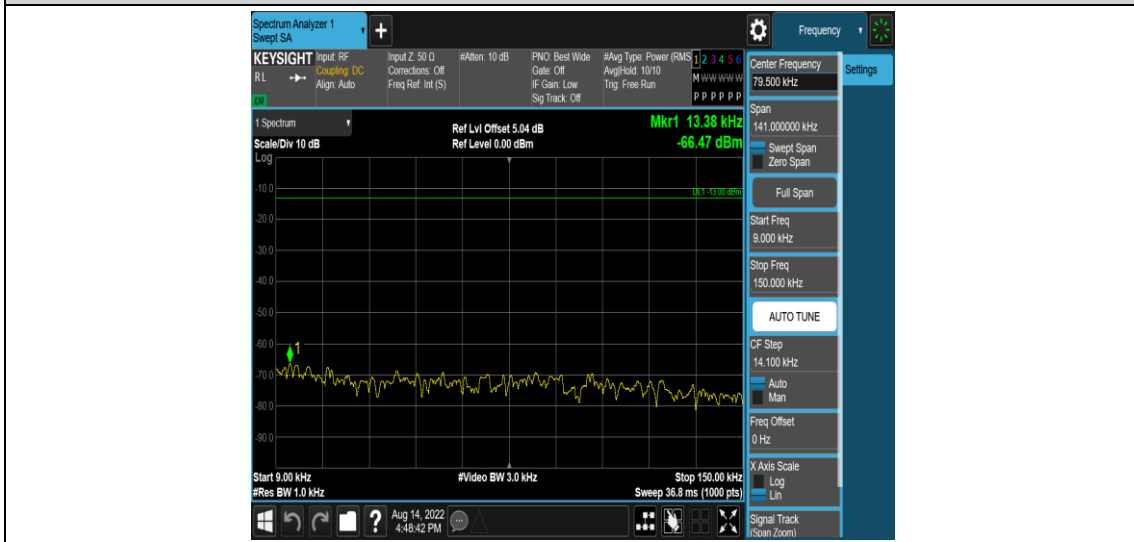 Spectrum Analyzer 1
Swept SA
Frequency
KEYSIGHT
RL
Input: RF
Coupling: DC
Align: Auto
Input Z: 50 Ω
Corrections: Off
Freq Ref: Int (S)
#Atten: 10 dB
PNO: Best Wide
Gate: Off
IF Gain: Low
Sig Track: Off
#Avg Type: Power (RMS
Avg|Hold: 10/10
Trig: Free Run
1 2 3 4 5 6
M W W W W W
P P P P P P
1 Spectrum
Scale/Div 10 dB
Log
Ref Lvl Offset 5.04 dB
Ref Level 0.00 dBm
Mkr1 13.38 kHz
-66.47 dBm
DL1 -13.00 dBm
-10.0
-20.0
-30.0
-40.0
-50.0
-60.0
-70.0
-80.0
-90.0
1
Start 9.00 kHz
#Res BW 1.0 kHz
#Video BW 3.0 kHz
Stop 150.00 kHz
Sweep 36.8 ms (1000 pts)
Center Frequency
79.500 kHz
Settings
Span
141.000000 kHz
Swept Span
Zero Span
Full Span
Start Freq
9.000 kHz
Stop Freq
150.000 kHz
AUTO TUNE
CF Step
14.100 kHz
Auto
Man
Freq Offset
0 Hz
X Axis Scale
Log
Lin
Signal Track
(Span Zoom)
?
Aug 14, 2022
4:48:42 PM